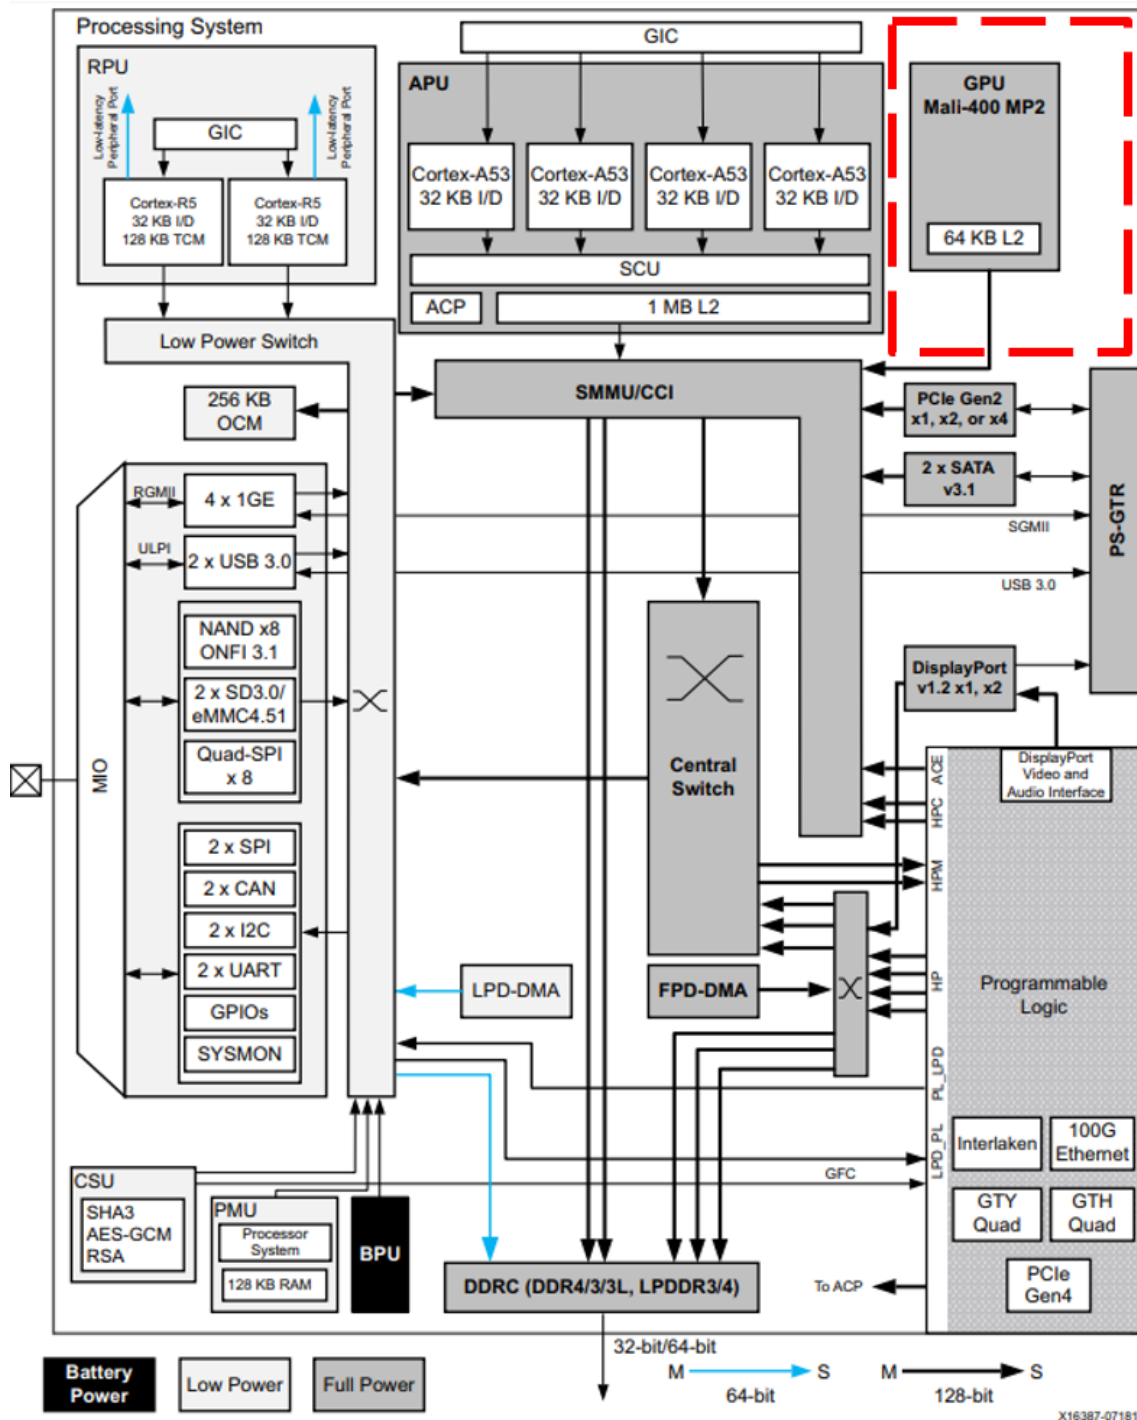 Processing System
RPU
Low-latency
Peripheral Port
Low-latency
Peripheral Port
GIC
Cortex-R5
32 KB I/D
128 KB TCM
Cortex-R5
32 KB I/D
128 KB TCM
GIC
APU
Cortex-A53
32 KB I/D
Cortex-A53
32 KB I/D
Cortex-A53
32 KB I/D
Cortex-A53
32 KB I/D
SCU
ACP
1 MB L2
GPU
Mali-400 MP2
64 KB L2
Low Power Switch
SMMU/CCI
256 KB
OCM
PCIe Gen2
x1, x2, or x4
2 x SATA
v3.1
PS-GTR
RGMII
4 x 1GE
SGMII
ULPI
2 x USB 3.0
USB 3.0
NAND x8
ONFI 3.1
2 x SD3.0/
eMMC4.51
Quad-SPI
x 8
MIO
Central
Switch
DisplayPort
v1.2 x1, x2
DisplayPort
Video and
Audio Interface
ACE
HPC
HPM
HP
PL_LPD
LPD_PL
2 x SPI
2 x CAN
2 x I2C
2 x UART
GPIOs
SYSMON
LPD-DMA
FPD-DMA
Programmable
Logic
Interlaken
100G
Ethernet
GTY
Quad
GTH
Quad
PCIe
Gen4
GFC
CSU
SHA3
AES-GCM
RSA
PMU
Processor
System
128 KB RAM
BPU
DDRC (DDR4/3/3L, LPDDR3/4)
To ACP
32-bit/64-bit
Battery
Power
Low Power
Full Power
M
S
64-bit
M
S
128-bit
X16387-07181